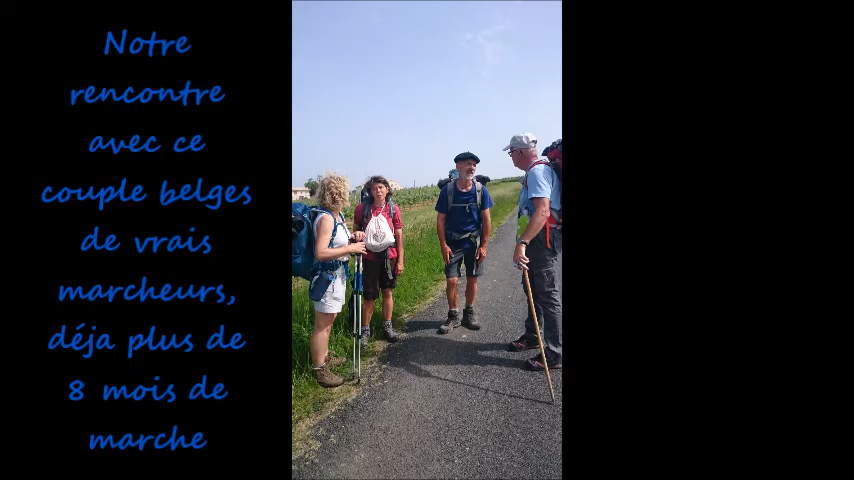 Notre
rencontre
avec ce
couple belges
de vrais
marcheurs,
déja plus de
8 mois de
marche